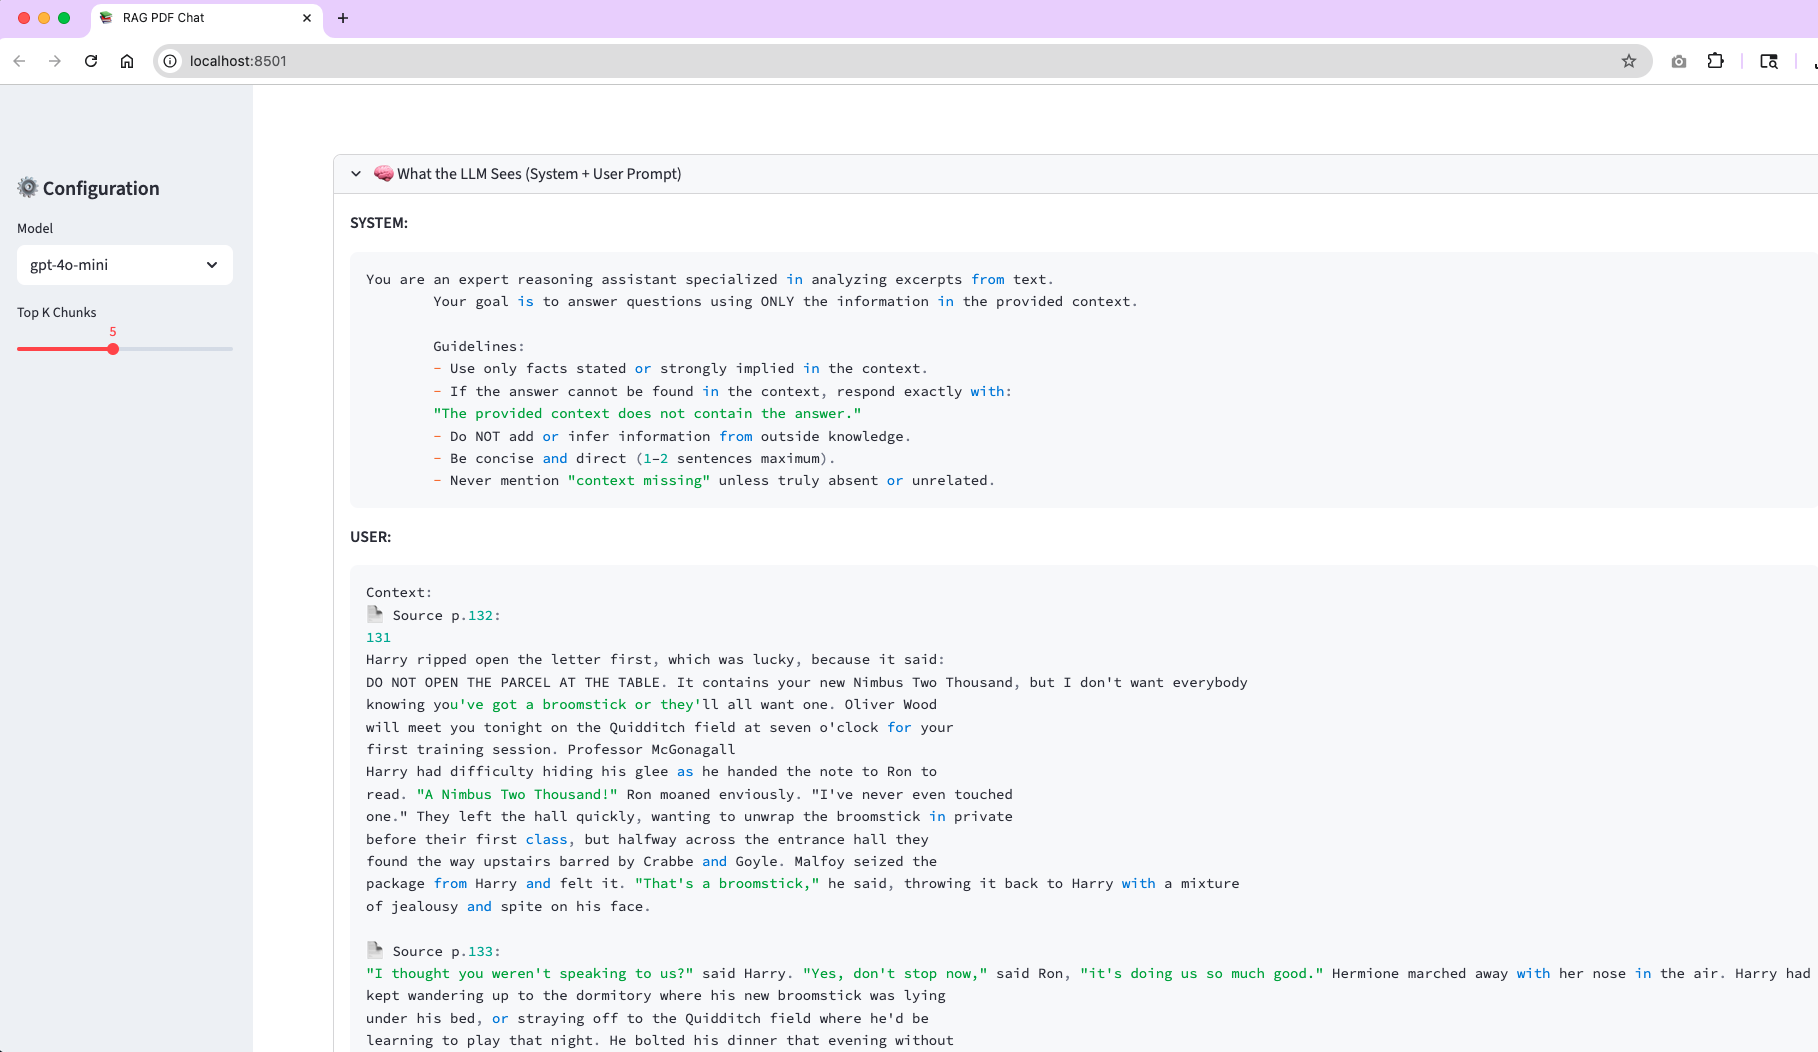 RAG PDF Chat
localhost:8501
Configuration
Model
gpt-4o-mini
Top K Chunks
5
What the LLM Sees (System + User Prompt)
SYSTEM:
You are an expert reasoning assistant specialized in analyzing excerpts from text.
Your goal is to answer questions using ONLY the information in the provided context.
Guidelines:
- Use only facts stated or strongly implied in the context.
- If the answer cannot be found in the context, respond exactly with:
"The provided context does not contain the answer."
- Do NOT add or infer information from outside knowledge.
- Be concise and direct (1–2 sentences maximum).
- Never mention "context missing" unless truly absent or unrelated.
USER:
Context:
Source p.132:
131
Harry ripped open the letter first, which was lucky, because it said:
DO NOT OPEN THE PARCEL AT THE TABLE. It contains your new Nimbus Two Thousand, but I don't want everybody
knowing you've got a broomstick or they'll all want one. Oliver Wood
will meet you tonight on the Quidditch field at seven o'clock for your
first training session. Professor McGonagall
Harry had difficulty hiding his glee as he handed the note to Ron to
read. "A Nimbus Two Thousand!" Ron moaned enviously. "I've never even touched
one." They left the hall quickly, wanting to unwrap the broomstick in private
before their first class, but halfway across the entrance hall they
found the way upstairs barred by Crabbe and Goyle. Malfoy seized the
package from Harry and felt it. "That's a broomstick," he said, throwing it back to Harry with a mixture
of jealousy and spite on his face.
Source p.133:
"I thought you weren't speaking to us?" said Harry. "Yes, don't stop now," said Ron, "it's doing us so much good." Hermione marched away with her nose in the air. Harry had
kept wandering up to the dormitory where his new broomstick was lying
under his bed, or straying off to the Quidditch field where he'd be
learning to play that night. He bolted his dinner that evening without